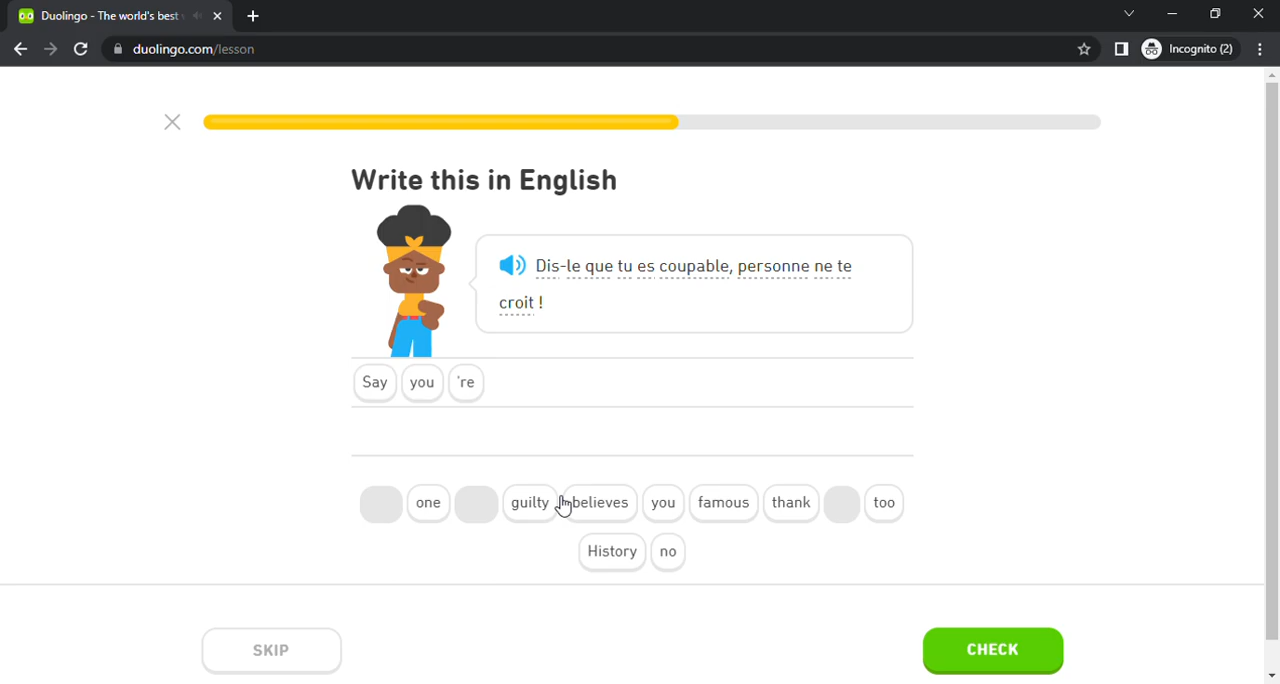 Duolingo - The world's best
duolingo.com/lesson
Incognito (2)
Write this in English
Dis-le que tu es coupable, personne ne te
croit !
Say you 're
one guilty believes you famous thank too
History no
SKIP CHECK